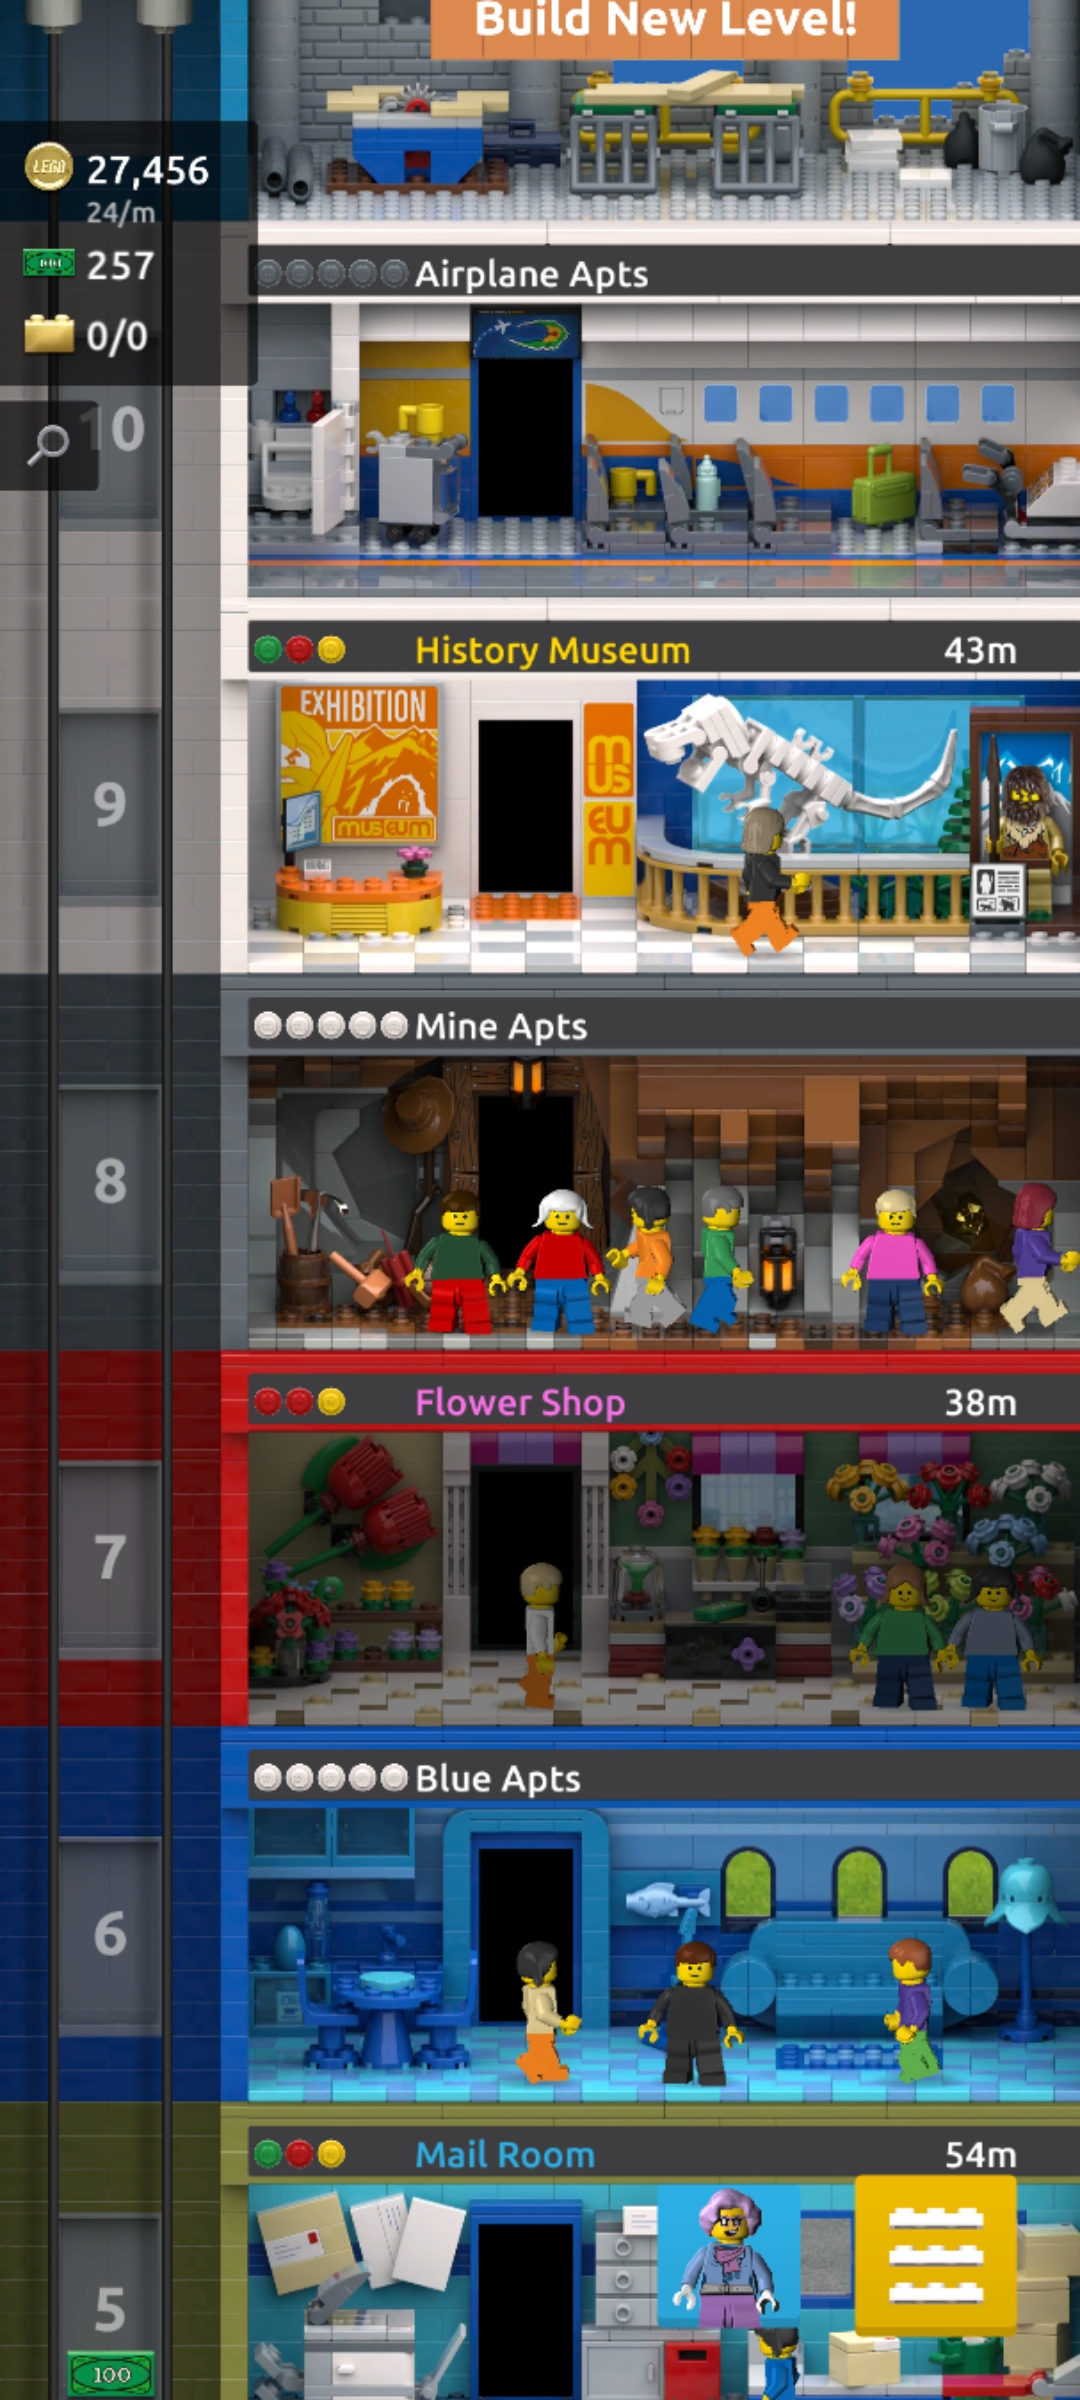 Build New Level!
LEGO 27,456
24/m
257
0/0
Airplane Apts
10
History Museum 43m
EXHIBITION
museum
mus
eum
9
Mine Apts
8
Flower Shop 38m
7
Blue Apts
6
Mail Room 54m
5
100